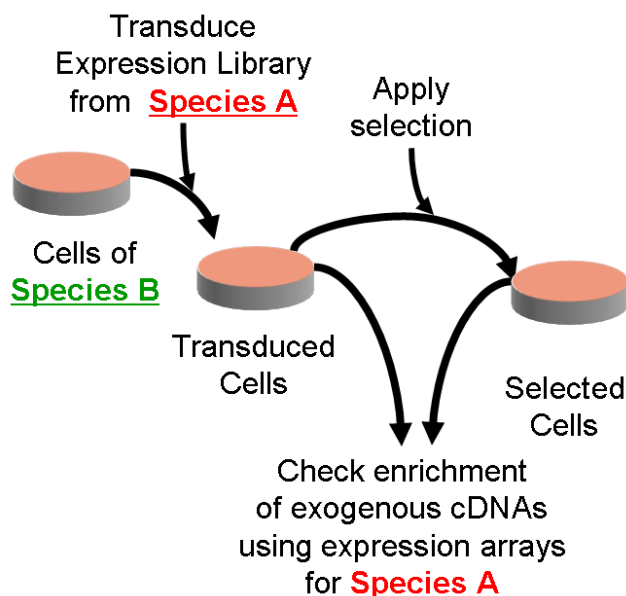 Transduce
Expression Library
from Species A
Apply
selection
Cells of
Species B
Transduced
Cells
Selected
Cells
Check enrichment
of exogenous cDNAs
using expression arrays
for Species A